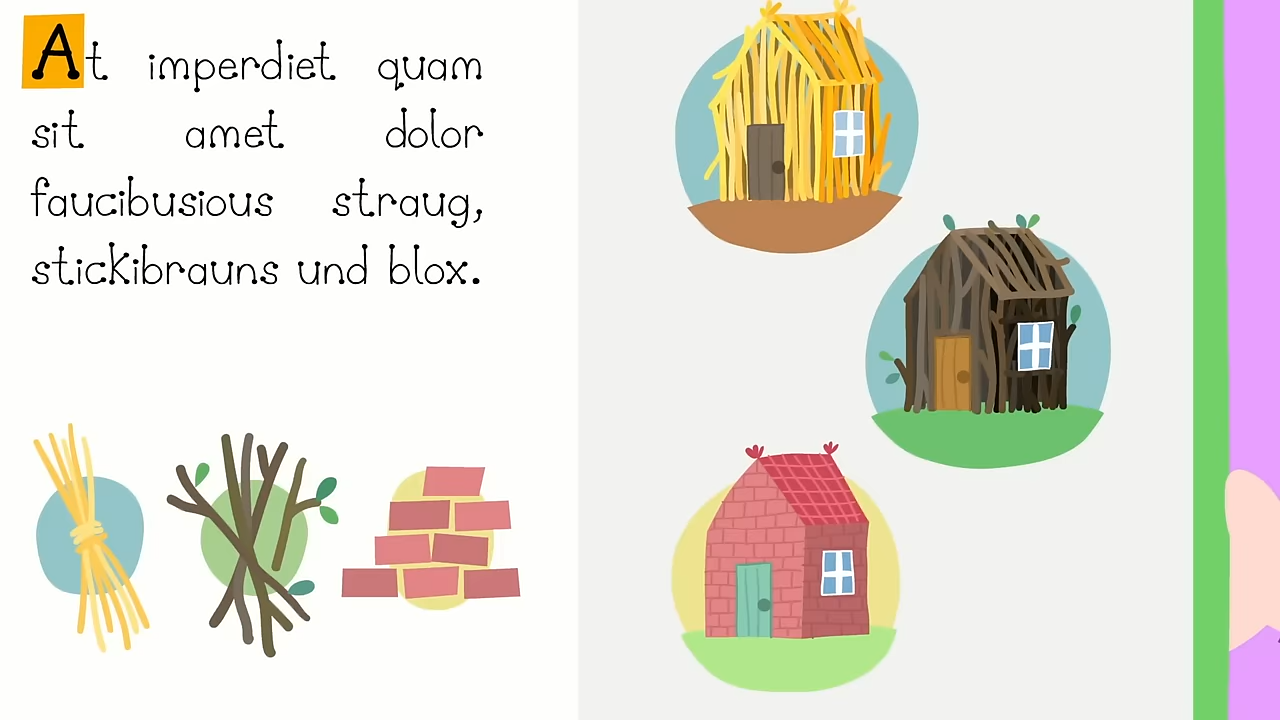 At imperdiet quam
sit amet dolor
faucibusious straug,
stickibrauns und blox.